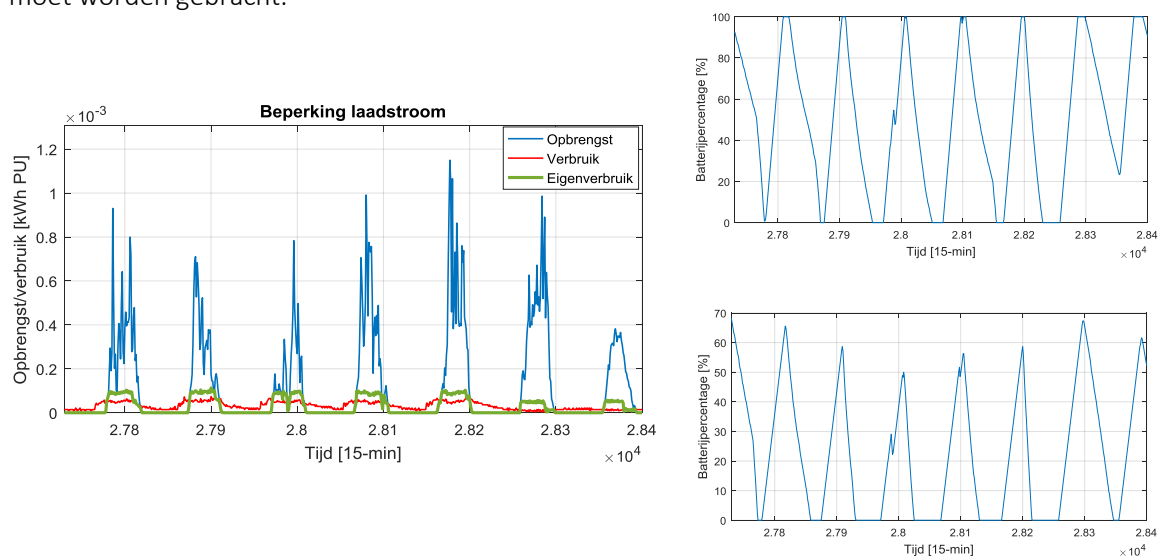 moet worden gebracht.
Beperking laadstroom
×10⁻³
Opbrengst/verbruik [kWh PU]
1.2
1
0.8
0.6
0.4
0.2
0
Opbrengst
Verbruik
Eigenverbruik
2.78 2.79 2.8 2.81 2.82 2.83 2.84
Tijd [15-min]
×10⁴
Batterijpercentage [%]
100
80
60
40
20
0
2.78 2.79 2.8 2.81 2.82 2.83 2.84
Tijd [15-min]
×10⁴
Batterijpercentage [%]
70
60
50
40
30
20
10
0
2.78 2.79 2.8 2.81 2.82 2.83 2.84
Tijd [15-min]
×10⁴